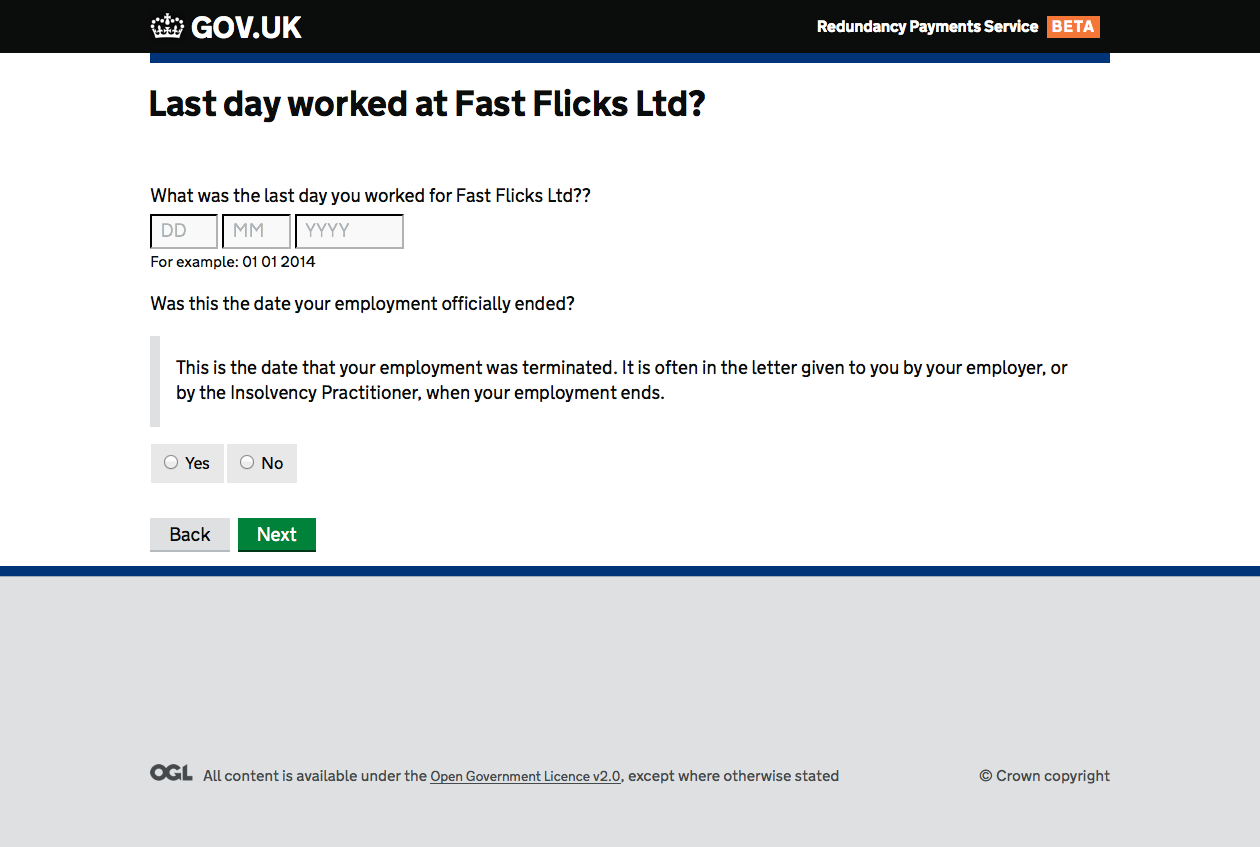 GOV.UK
Redundancy Payments Service BETA
Last day worked at Fast Flicks Ltd?
What was the last day you worked for Fast Flicks Ltd??
DD MM YYYY
For example: 01 01 2014
Was this the date your employment officially ended?
This is the date that your employment was terminated. It is often in the letter given to you by your employer, or
by the Insolvency Practitioner, when your employment ends.
Yes No
Back Next
OGL All content is available under the Open Government Licence v2.0, except where otherwise stated
© Crown copyright